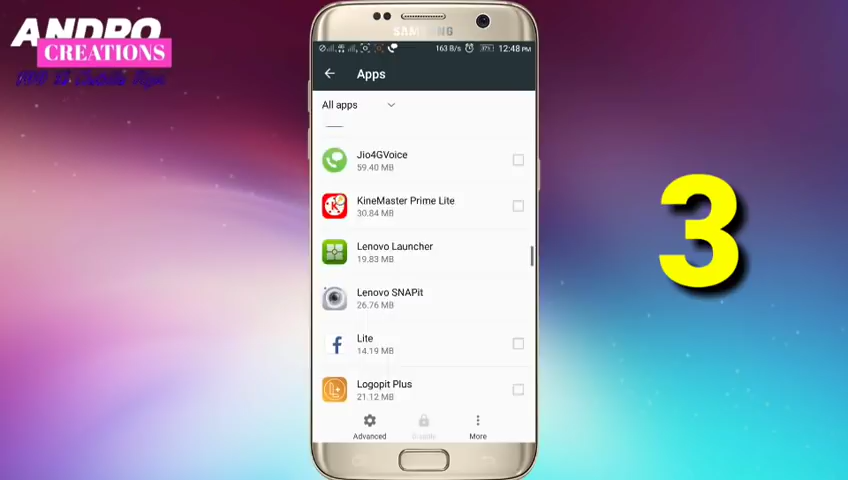 ANDRO
CREATIONS
SAMSUNG
163 B/s 37% 12:48 PM
Apps
All apps
Jio4GVoice
59.40 MB
KineMaster Prime Lite
30.84 MB
Lenovo Launcher
19.83 MB
Lenovo SNAPit
26.76 MB
Lite
14.19 MB
Logopit Plus
21.12 MB
Advanced
Disable
More
3